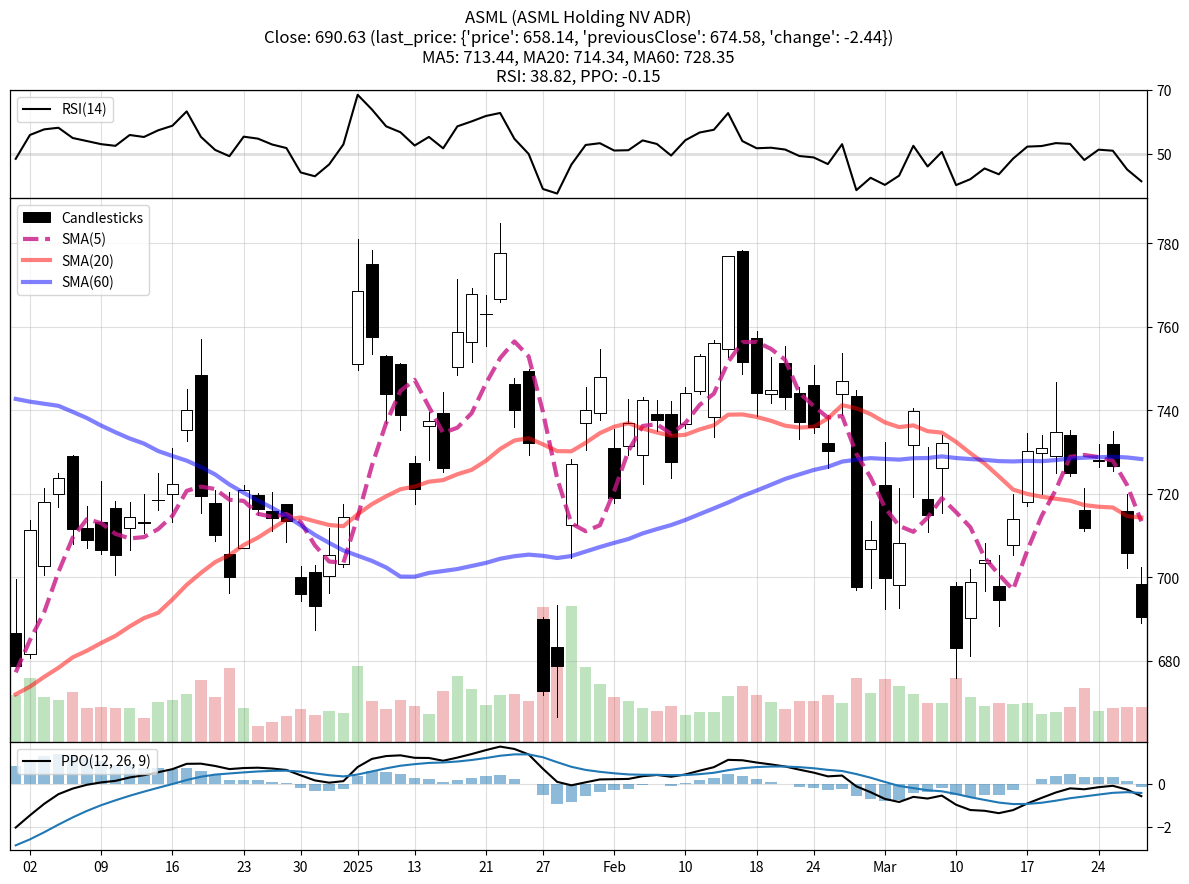 ASML (ASML Holding NV ADR)
Close: 690.63 (last_price: {'price': 658.14, 'previousClose': 674.58, 'change': -2.44})
MA5: 713.44, MA20: 714.34, MA60: 728.35
RSI: 38.82, PPO: -0.15
RSI(14)
70
50
Candlesticks
SMA(5)
SMA(20)
SMA(60)
780
760
740
720
700
680
PPO(12, 26, 9)
0
−2
02 09 16 23 30 2025 13 21 27 Feb 10 18 24 Mar 10 17 24